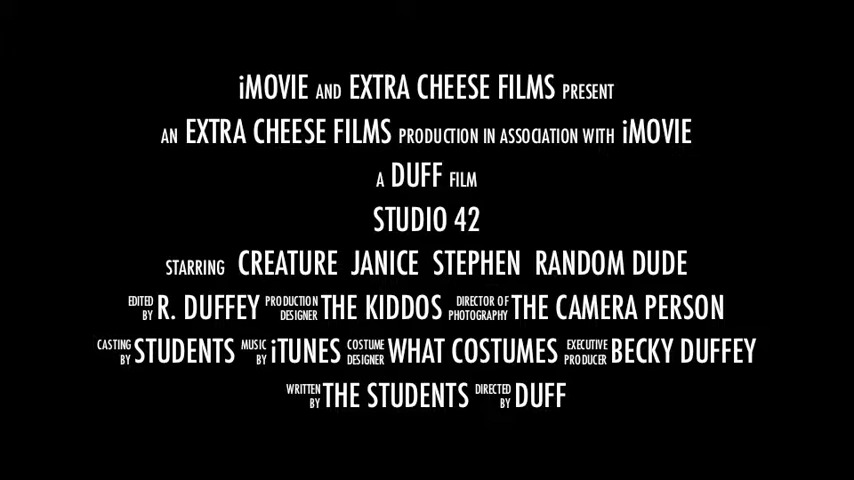 iMOVIE AND EXTRA CHEESE FILMS PRESENT
AN EXTRA CHEESE FILMS PRODUCTION IN ASSOCIATION WITH iMOVIE
A DUFF FILM
STUDIO 42
STARRING CREATURE JANICE STEPHEN RANDOM DUDE
EDITED BY R. DUFFEY PRODUCTION DESIGNER THE KIDDOS DIRECTOR OF PHOTOGRAPHY THE CAMERA PERSON
CASTING BY STUDENTS MUSIC BY iTUNES COSTUME DESIGNER WHAT COSTUMES EXECUTIVE PRODUCER BECKY DUFFEY
WRITTEN BY THE STUDENTS DIRECTED BY DUFF